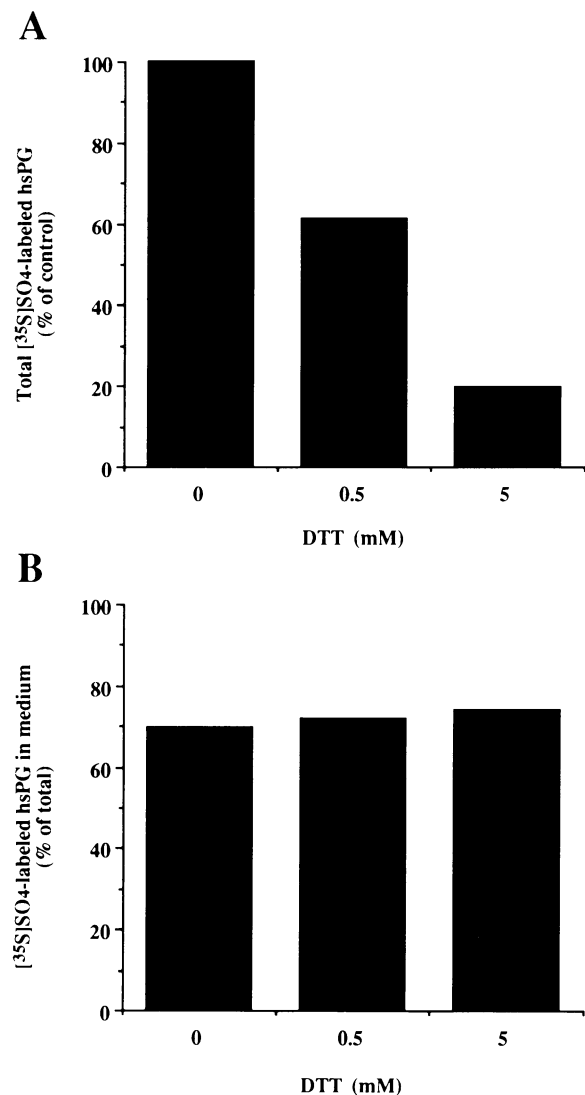 A
Total [35S]SO4-labeled hsPG
(% of control)
100
80
60
40
20
0
0 0.5 5
DTT (mM)
B
[35S]SO4-labeled hsPG in medium
(% of total)
100
80
60
40
20
0
0 0.5 5
DTT (mM)